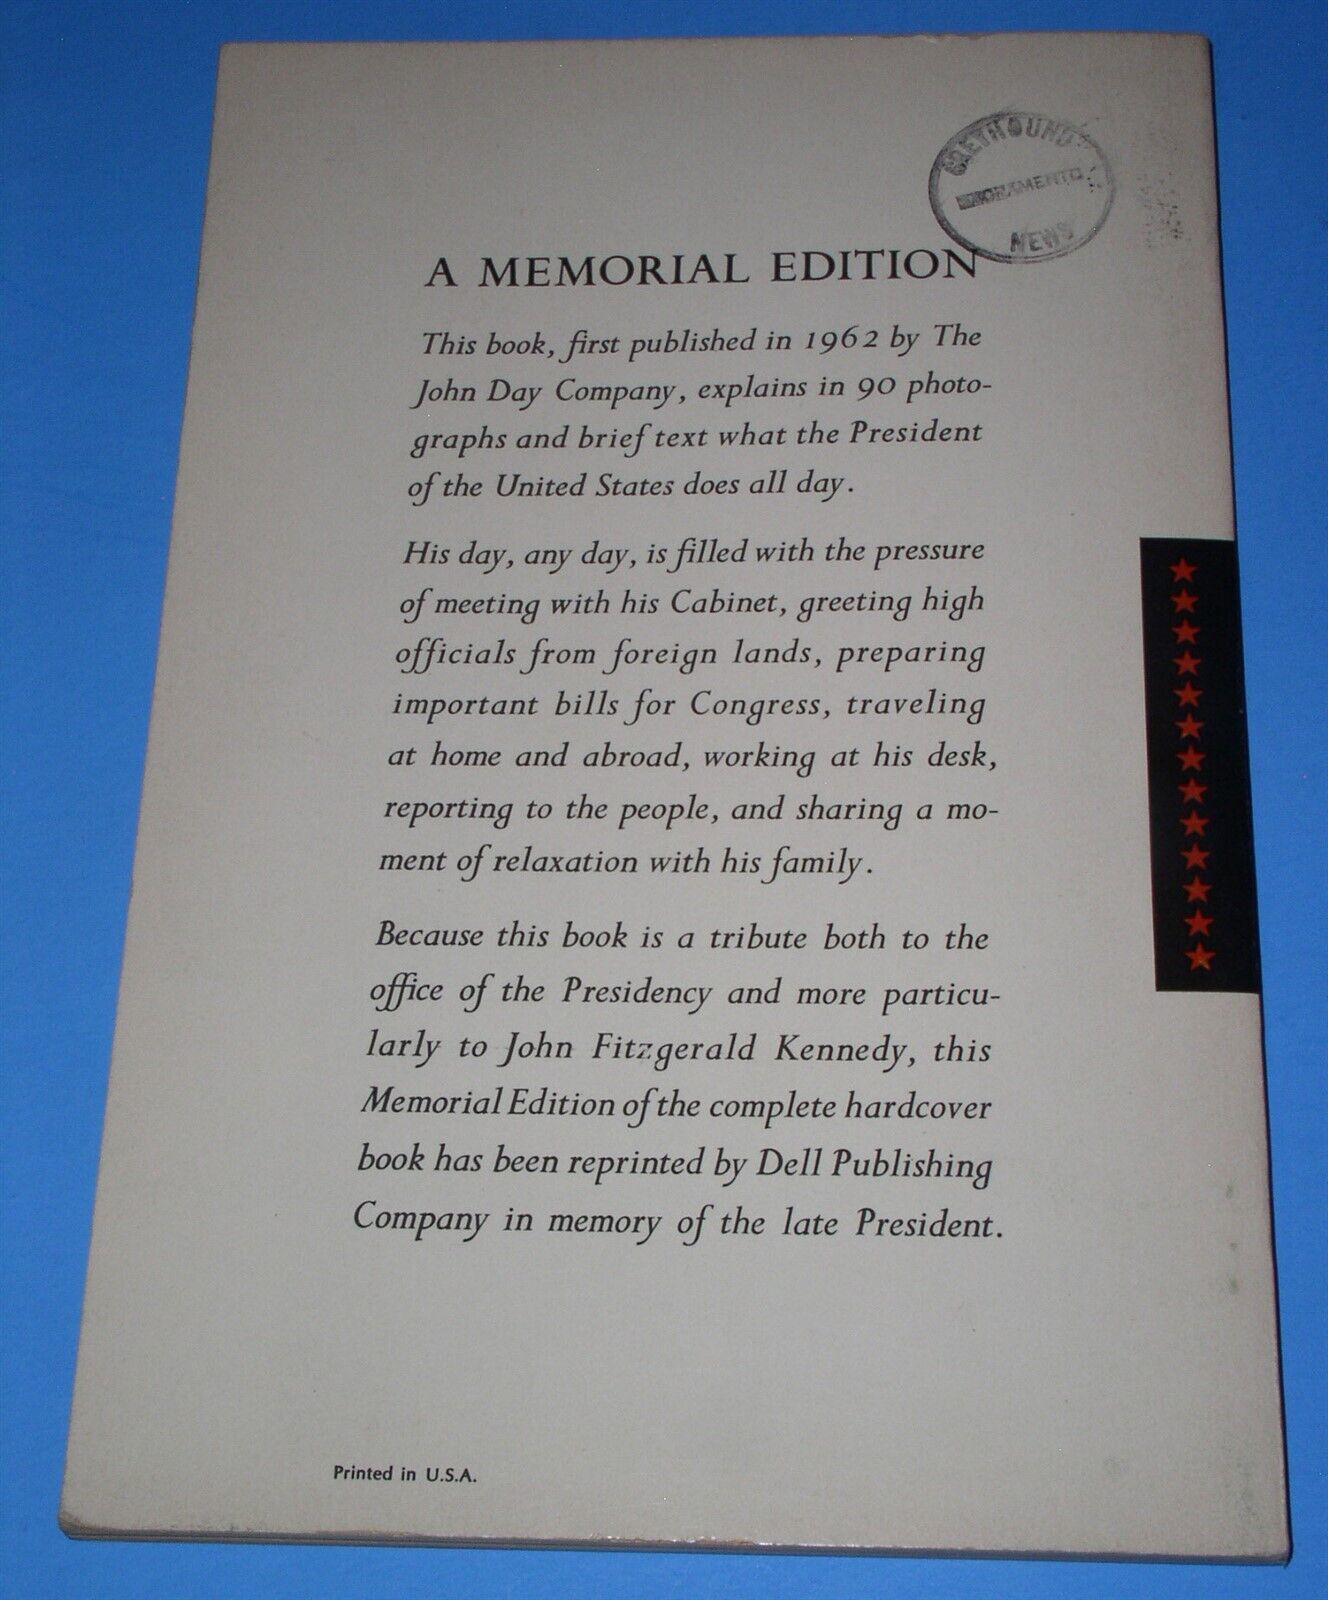 GREYHOUND
SACRAMENTO
NEWS
A MEMORIAL EDITION
This book, first published in 1962 by The
John Day Company, explains in 90 photo-
graphs and brief text what the President
of the United States does all day.
His day, any day, is filled with the pressure
of meeting with his Cabinet, greeting high
officials from foreign lands, preparing
important bills for Congress, traveling
at home and abroad, working at his desk,
reporting to the people, and sharing a mo-
ment of relaxation with his family.
Because this book is a tribute both to the
office of the Presidency and more particu-
larly to John Fitzgerald Kennedy, this
Memorial Edition of the complete hardcover
book has been reprinted by Dell Publishing
Company in memory of the late President.
Printed in U.S.A.